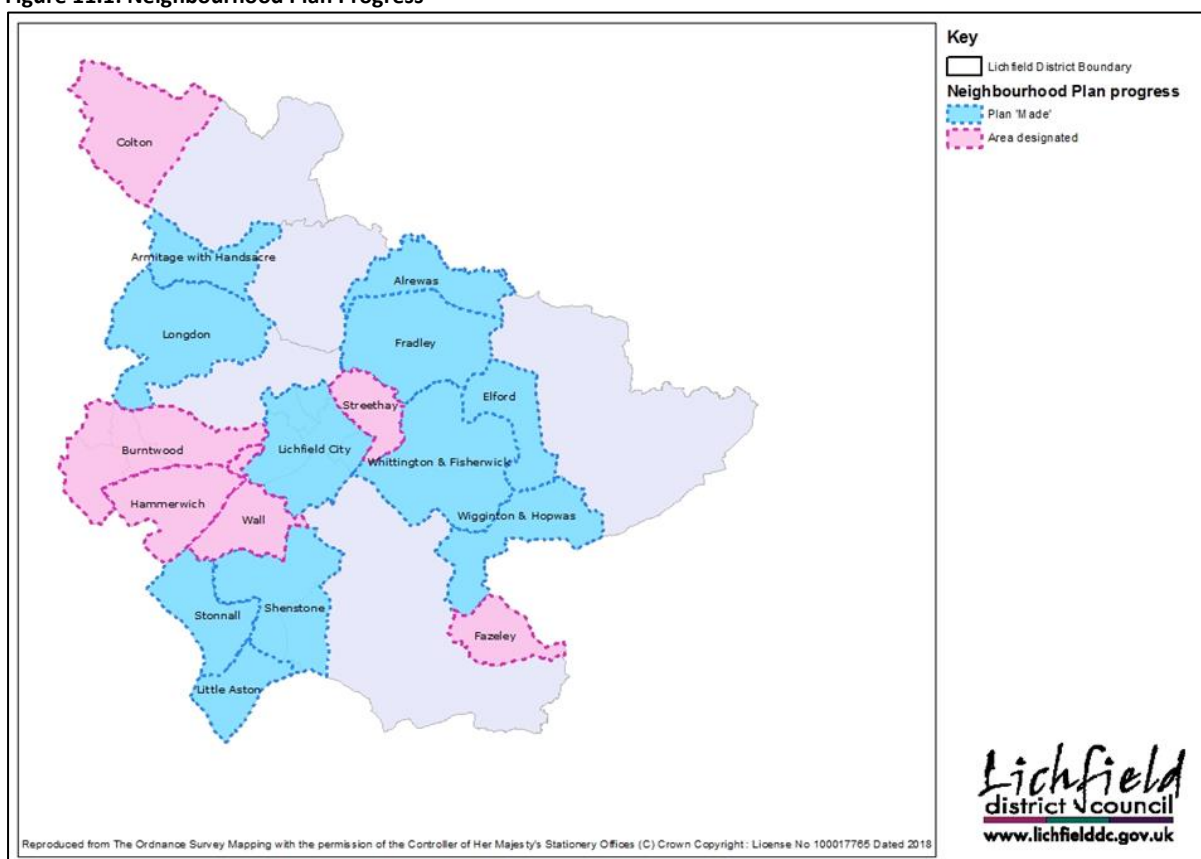 Figure 11.1: Neighbourhood Plan Progress
Key
Lichfield District Boundary
Neighbourhood Plan progress
Plan 'Made'
Area designated
Colton
Armitage with Handsacre
Alrewas
Longdon
Fradley
Elford
Streethay
Burntwood
Lichfield City
Whittington & Fisherwick
Hammerwich
Wall
Wigginton & Hopwas
Stonnall
Shenstone
Fazeley
Little Aston
Lichfield
district council
www.lichfielddc.gov.uk
Reproduced from The Ordnance Survey Mapping with the permission of the Controller of Her Majesty's Stationery Offices (C) Crown Copyright: License No 100017765 Dated 2018